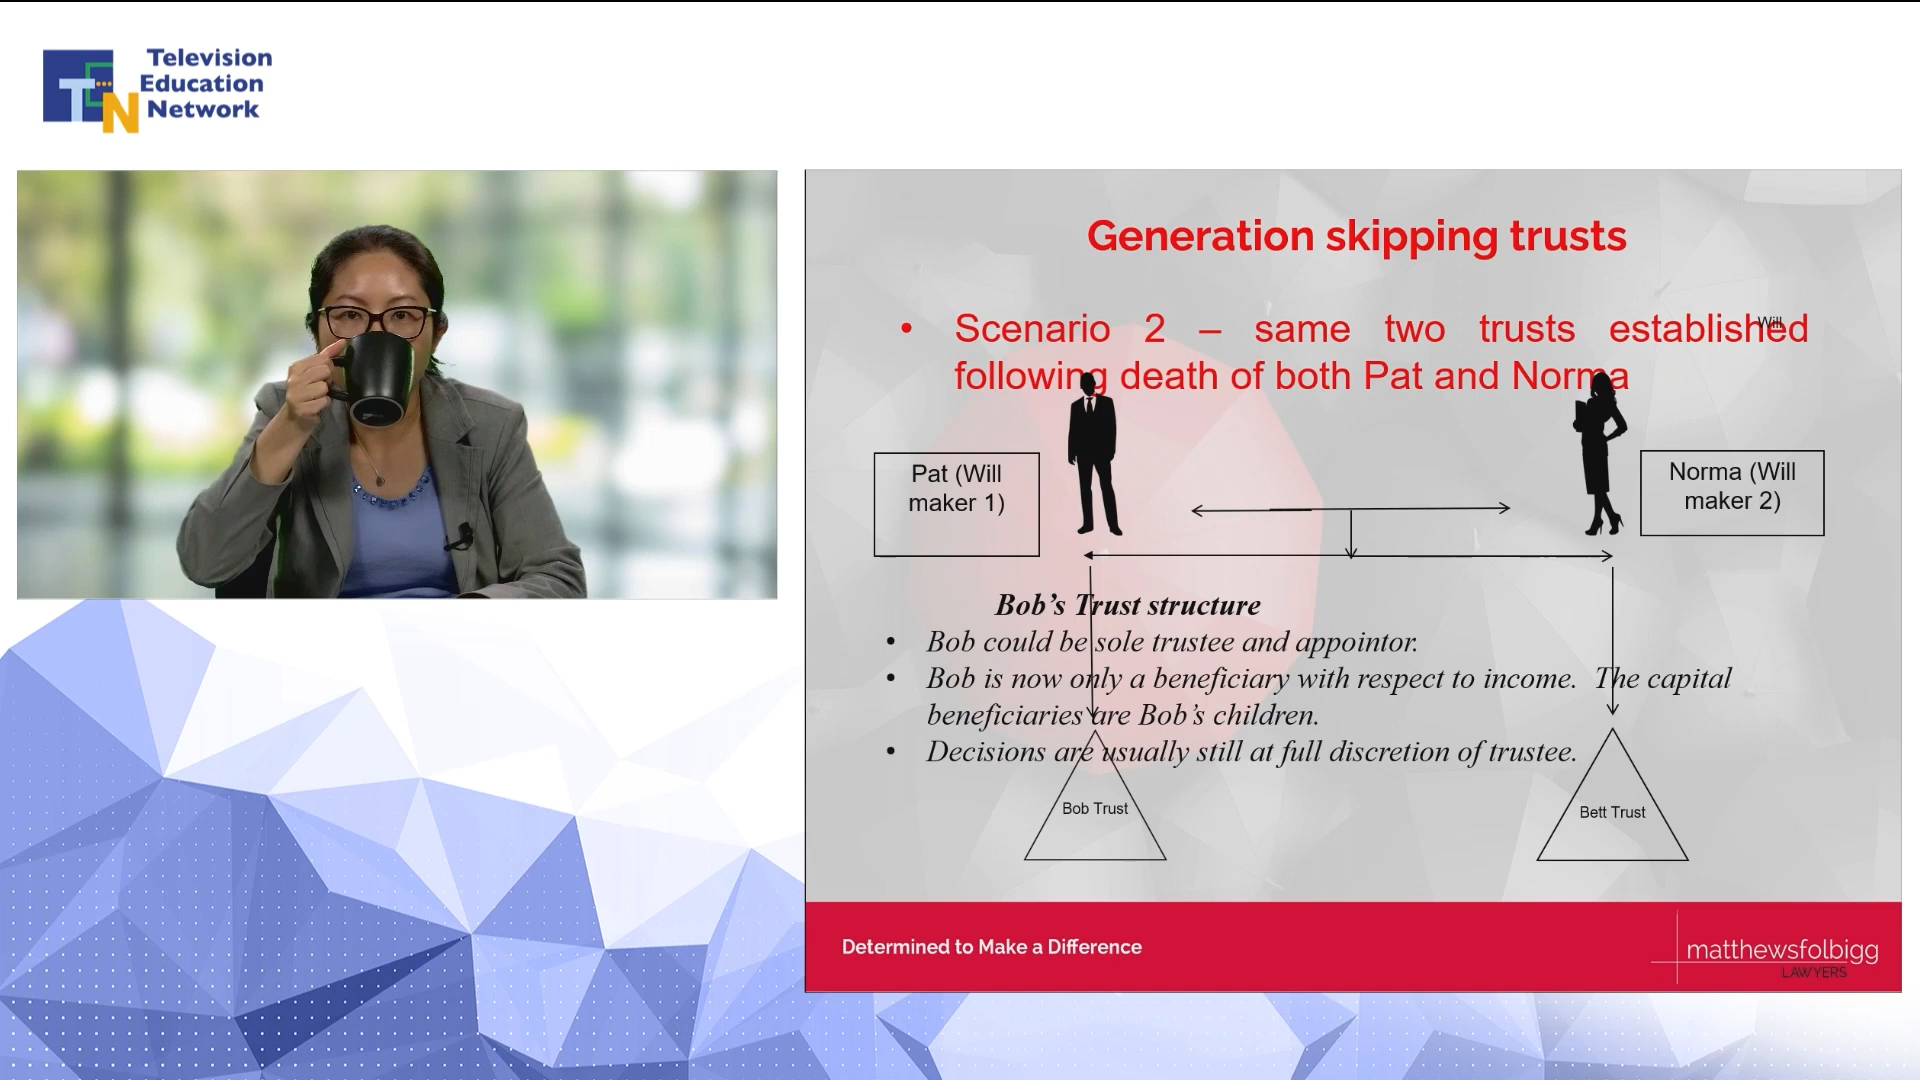 Television
Education
Network
TEN
Generation skipping trusts
• Scenario 2 – same two trusts established
following death of both Pat and Norma
Will
Pat (Will
maker 1)
Norma (Will
maker 2)
Bob’s Trust structure
• Bob could be sole trustee and appointor.
• Bob is now only a beneficiary with respect to income. The capital
beneficiaries are Bob’s children.
• Decisions are usually still at full discretion of trustee.
Bob Trust
Bett Trust
Determined to Make a Difference
matthewsfolbigg
LAWYERS